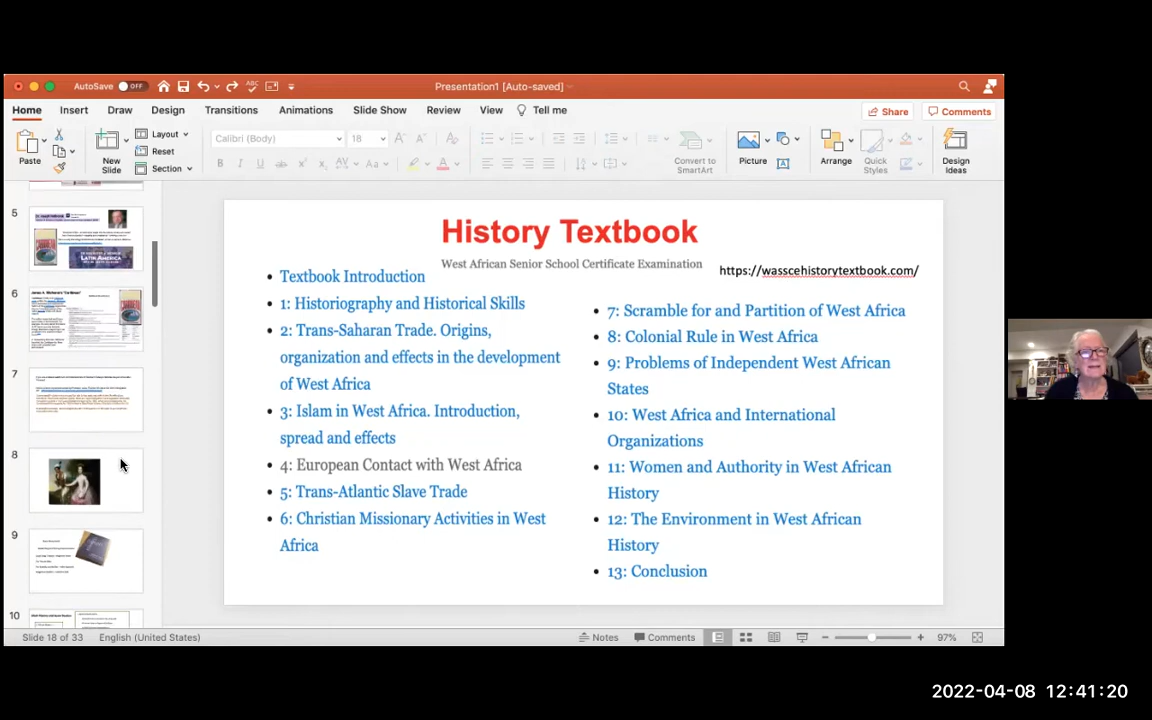 AutoSave OFF
Presentation1 [Auto-saved]
Home Insert Draw Design Transitions Animations Slide Show Review View Tell me
Share Comments
Paste
New Slide
Layout
Reset
Section
Calibri (Body) 18
Convert to SmartArt
Picture
Arrange
Quick Styles
Design Ideas
5
6
7
8
9
10
LATIN AMERICA
History Textbook
West African Senior School Certificate Examination
https://wasscehistorytextbook.com/
Textbook Introduction
1: Historiography and Historical Skills
2: Trans-Saharan Trade. Origins,
organization and effects in the development
of West Africa
3: Islam in West Africa. Introduction,
spread and effects
4: European Contact with West Africa
5: Trans-Atlantic Slave Trade
6: Christian Missionary Activities in West
Africa
7: Scramble for and Partition of West Africa
8: Colonial Rule in West Africa
9: Problems of Independent West African
States
10: West Africa and International
Organizations
11: Women and Authority in West African
History
12: The Environment in West African
History
13: Conclusion
Slide 18 of 33 English (United States)
Notes Comments 97%
2022-04-08 12:41:20